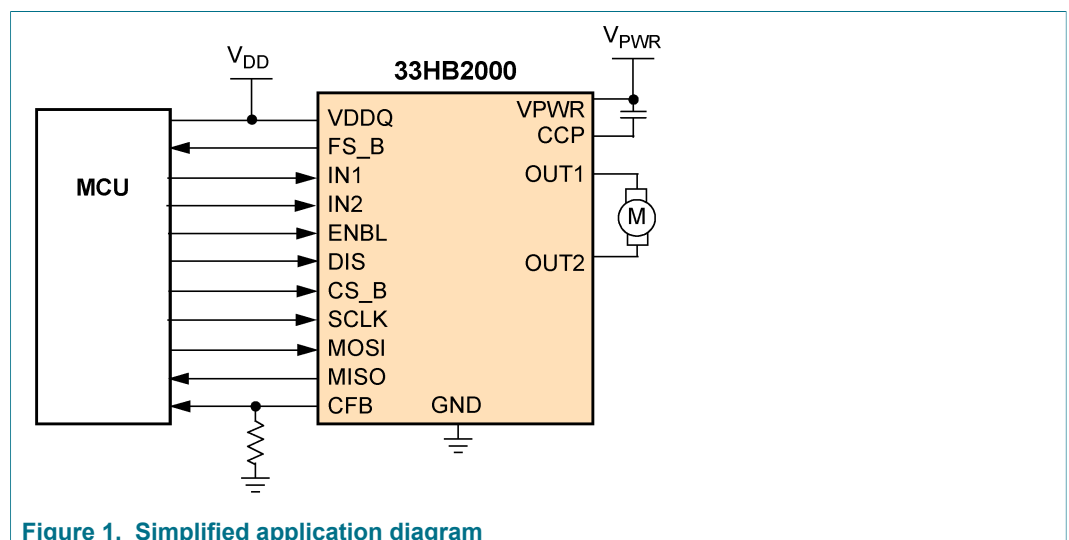 VDD
VPWR
33HB2000
MCU
VDDQ
FS_B
IN1
IN2
ENBL
DIS
CS_B
SCLK
MOSI
MISO
CFB
GND
VPWR
CCP
OUT1
M
OUT2
Figure 1. Simplified application diagram